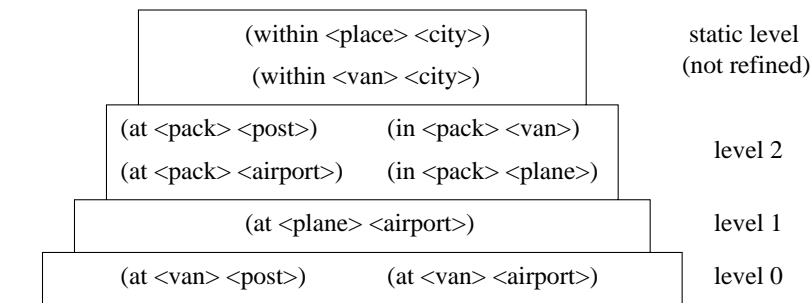 (within <place> <city>) static level
(within <van> <city>) (not refined)
(at <pack> <post>) (in <pack> <van>)
level 2
(at <pack> <airport>) (in <pack> <plane>)
(at <plane> <airport>) level 1
(at <van> <post>) (at <van> <airport>) level 0